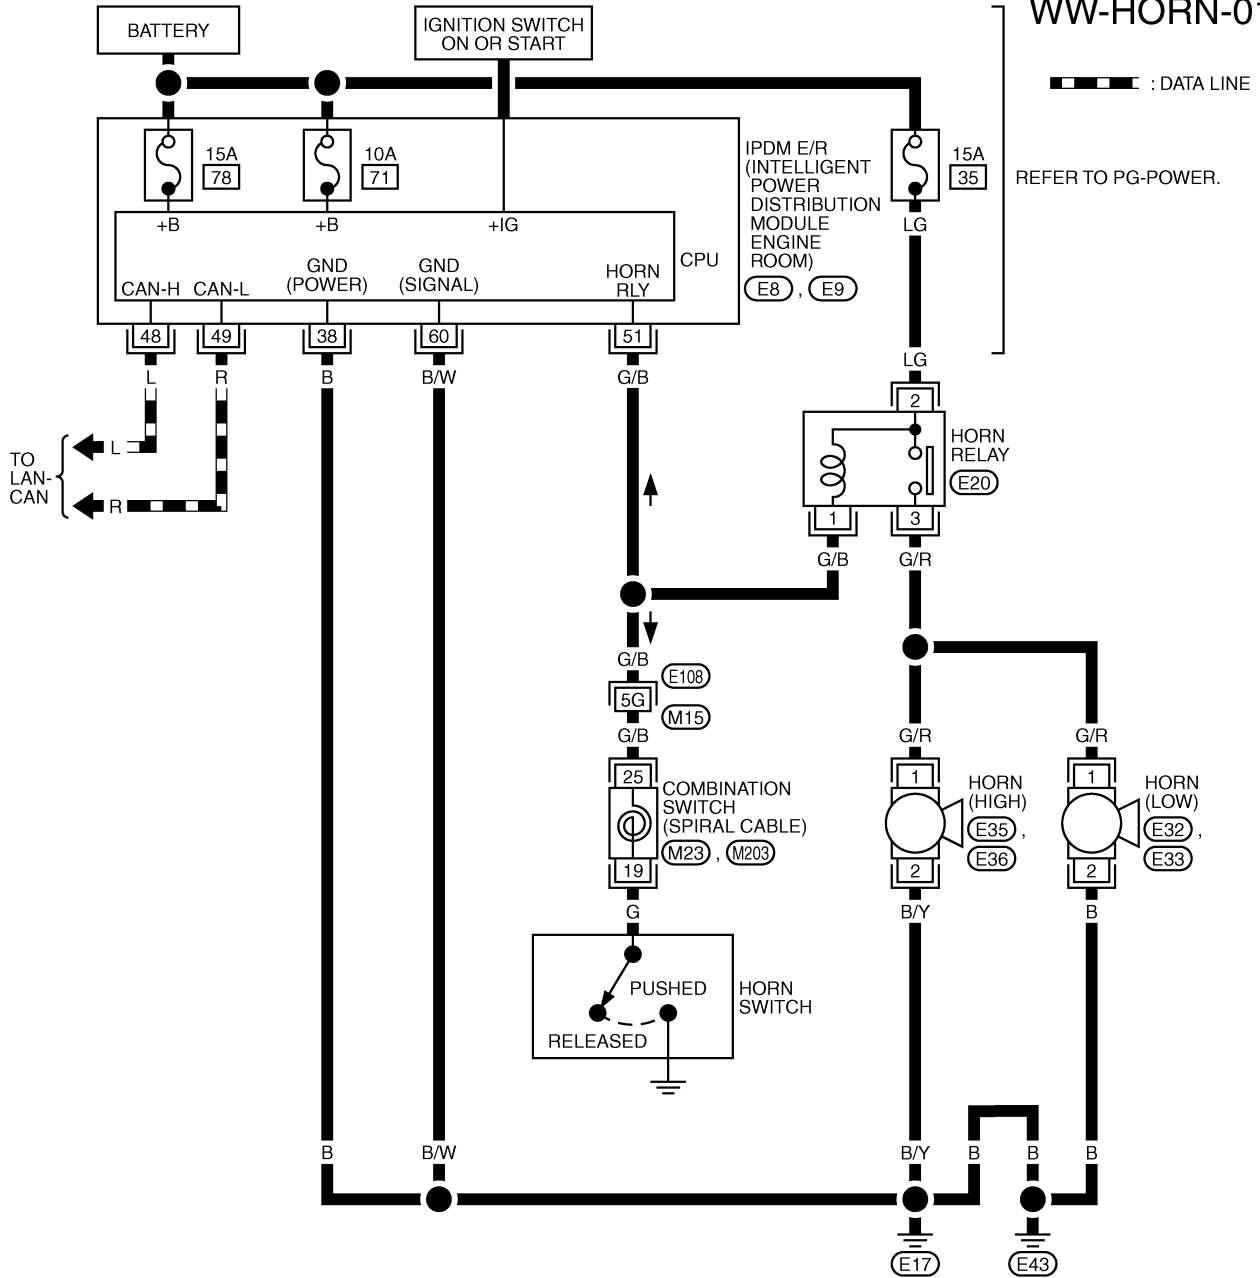 WW-HORN-01
BATTERY
IGNITION SWITCH
ON OR START
: DATA LINE
15A
78
10A
71
IPDM E/R
(INTELLIGENT
POWER
DISTRIBUTION
MODULE
ENGINE
ROOM)
E8 , E9
15A
35
REFER TO PG-POWER.
+B
+B
+IG
LG
CPU
CAN-H
CAN-L
GND
(POWER)
GND
(SIGNAL)
HORN
RLY
48
49
38
60
51
LG
L
R
B
B/W
G/B
2
TO
LAN-
CAN
L
R
HORN
RELAY
E20
1
3
G/B
G/R
G/B
E108
5G
M15
G/B
G/R
G/R
25
COMBINATION
SWITCH
(SPIRAL CABLE)
M23 , M203
19
1
HORN
(HIGH)
E35 ,
E36
2
1
HORN
(LOW)
E32 ,
E33
2
G
B/Y
B
PUSHED
RELEASED
HORN
SWITCH
B
B/W
B/Y
B
B
B
E17
E43